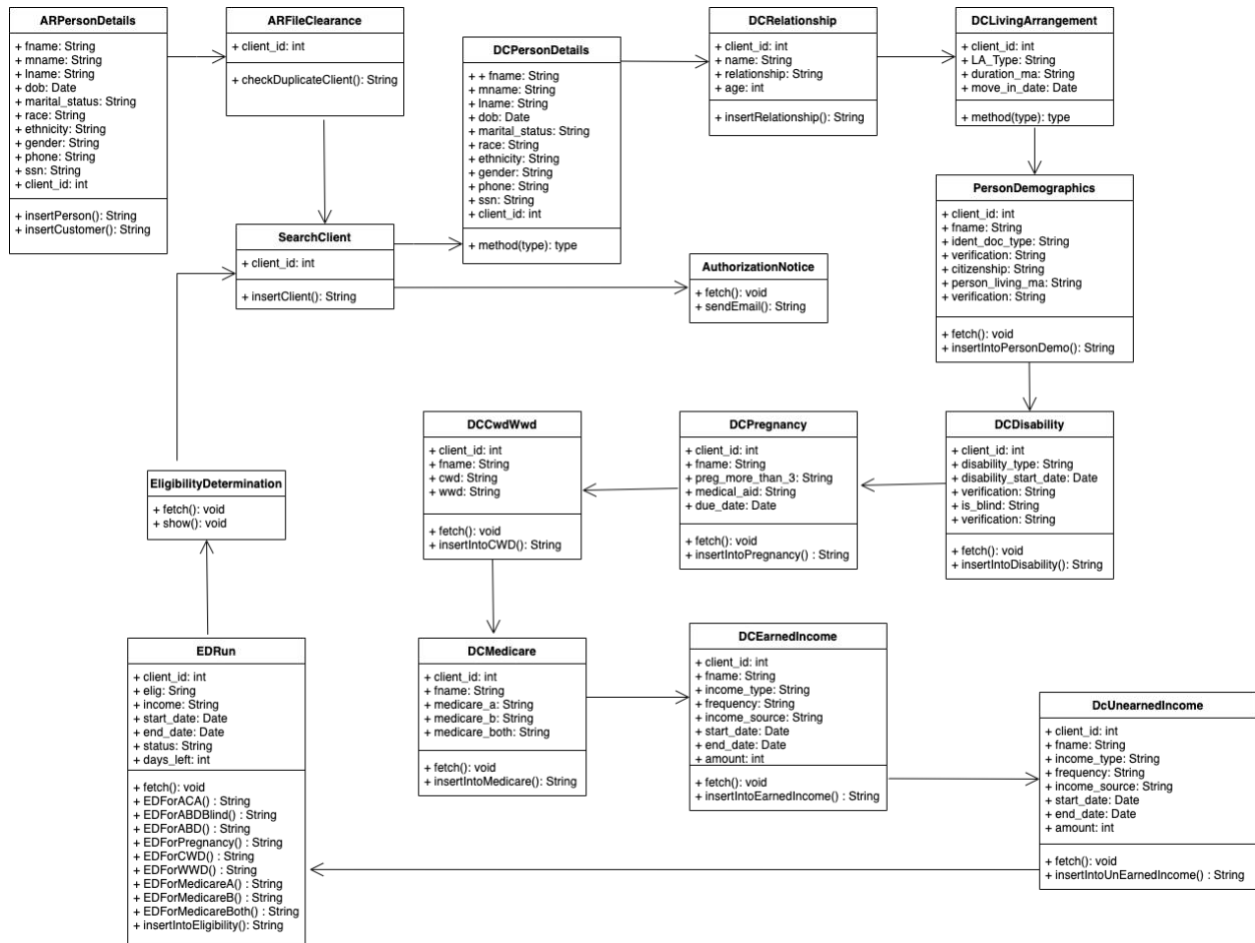 ARPersonDetails
+ fname: String
+ mname: String
+ lname: String
+ dob: Date
+ marital_status: String
+ race: String
+ ethnicity: String
+ gender: String
+ phone: String
+ ssn: String
+ client_id: int
+ insertPerson(): String
+ insertCustomer(): String
ARFileClearance
+ client_id: int
+ checkDuplicateClient(): String
DCPersonDetails
+ + fname: String
+ mname: String
+ lname: String
+ dob: Date
+ marital_status: String
+ race: String
+ ethnicity: String
+ gender: String
+ phone: String
+ ssn: String
+ client_id: int
+ method(type): type
DCRelationship
+ client_id: int
+ name: String
+ relationship: String
+ age: int
+ insertRelationship(): String
DCLivingArrangement
+ client_id: int
+ LA_Type: String
+ duration_ma: String
+ move_in_date: Date
+ method(type): type
SearchClient
+ client_id: int
+ insertClient(): String
AuthorizationNotice
+ fetch(): void
+ sendEmail(): String
PersonDemographics
+ client_id: int
+ fname: String
+ ident_doc_type: String
+ verification: String
+ citizenship: String
+ person_living_ma: String
+ verification: String
+ fetch(): void
+ insertIntoPersonDemo(): String
DCCwdWwd
+ client_id: int
+ fname: String
+ cwd: String
+ wwd: String
+ fetch(): void
+ insertIntoCWD(): String
DCPregnancy
+ client_id: int
+ fname: String
+ preg_more_than_3: String
+ medical_aid: String
+ due_date: Date
+ fetch(): void
+ insertIntoPregnancy() : String
DCDisability
+ client_id: int
+ disability_type: String
+ disability_start_date: Date
+ verification: String
+ is_blind: String
+ verification: String
+ fetch(): void
+ insertIntoDisability(): String
EligibilityDetermination
+ fetch(): void
+ show(): void
EDRun
+ client_id: int
+ elig: Sring
+ income: String
+ start_date: Date
+ end_date: Date
+ status: String
+ days_left: int
+ fetch(): void
+ EDForACA() : String
+ EDForABDBlind() : String
+ EDForABD() : String
+ EDForPregnancy() : String
+ EDForCWD() : String
+ EDForWWD() : String
+ EDForMedicareA() : String
+ EDForMedicareB() : String
+ EDForMedicareBoth() : String
+ insertIntoEligibility(): String
DCMedicare
+ client_id: int
+ fname: String
+ medicare_a: String
+ medicare_b: String
+ medicare_both: String
+ fetch(): void
+ insertIntoMedicare(): String
DCEarnedIncome
+ client_id: int
+ fname: String
+ income_type: String
+ frequency: String
+ income_source: String
+ start_date: Date
+ end_date: Date
+ amount: int
+ fetch(): void
+ insertIntoEarnedIncome() : String
DcUnearnedIncome
+ client_id: int
+ fname: String
+ income_type: String
+ frequency: String
+ income_source: String
+ start_date: Date
+ end_date: Date
+ amount: int
+ fetch(): void
+ insertIntoUnEarnedIncome() : String